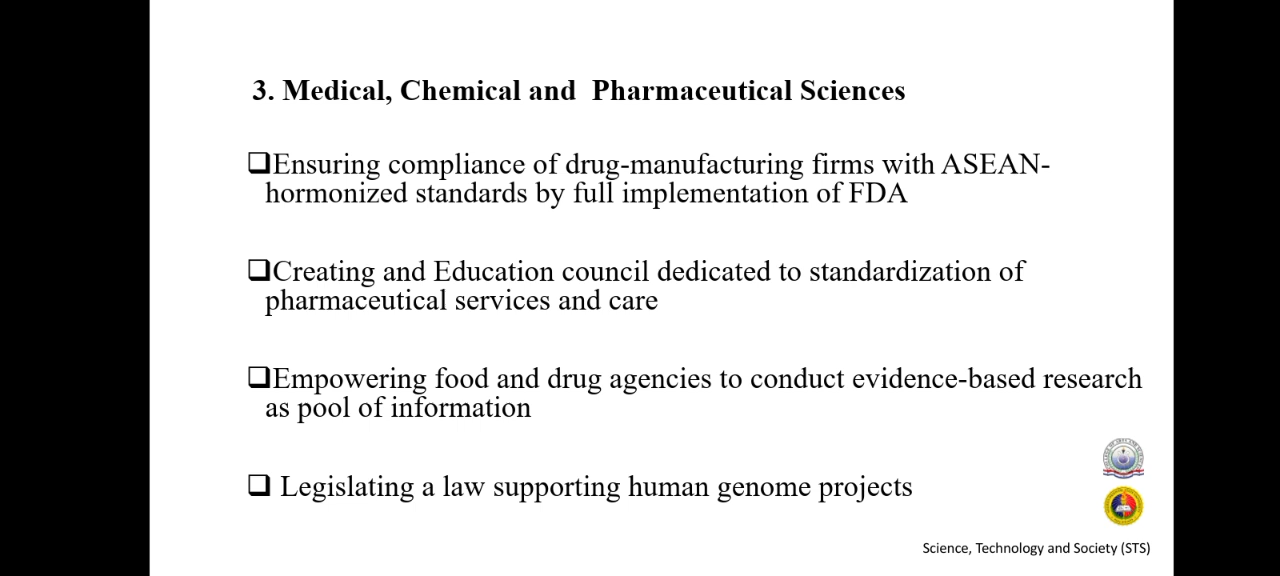 3. Medical, Chemical and Pharmaceutical Sciences
❑Ensuring compliance of drug-manufacturing firms with ASEAN-
hormonized standards by full implementation of FDA
❑Creating and Education council dedicated to standardization of
pharmaceutical services and care
❑Empowering food and drug agencies to conduct evidence-based research
as pool of information
❑ Legislating a law supporting human genome projects
Science, Technology and Society (STS)